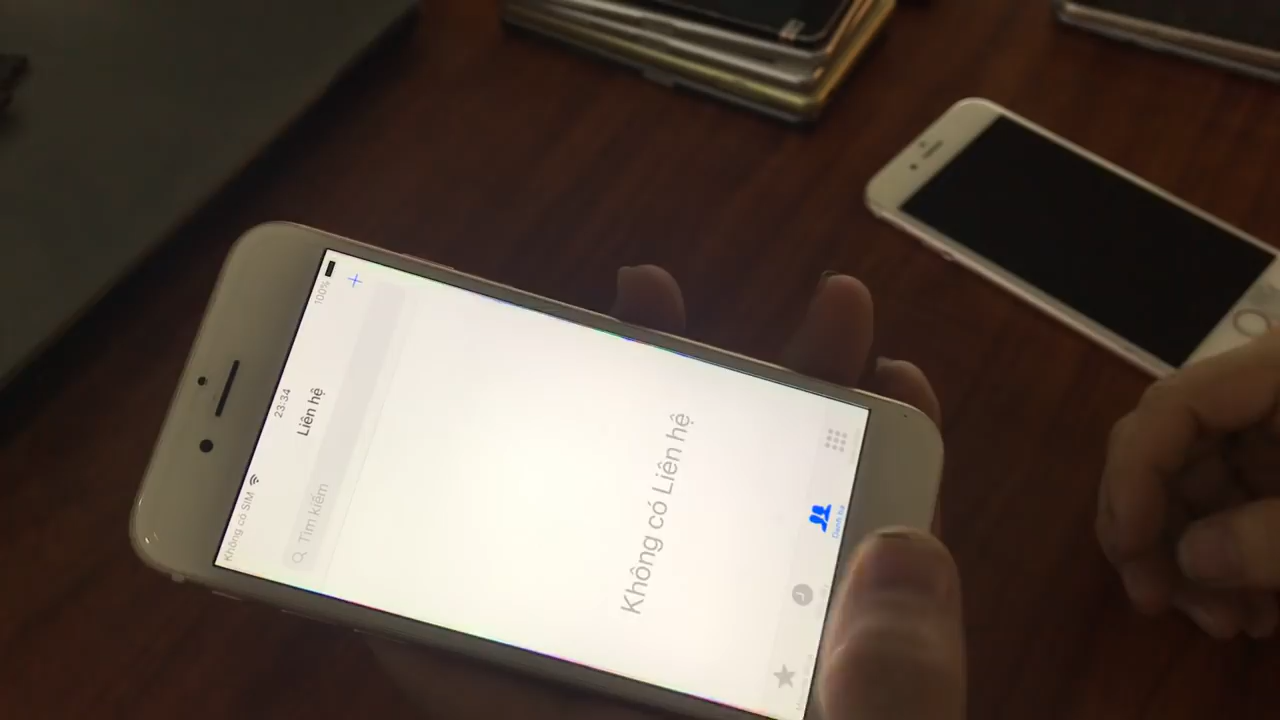 Không có SIM 23:34 100%
Liên hệ
+
Tìm kiếm
Không có Liên hệ
Danh bạ